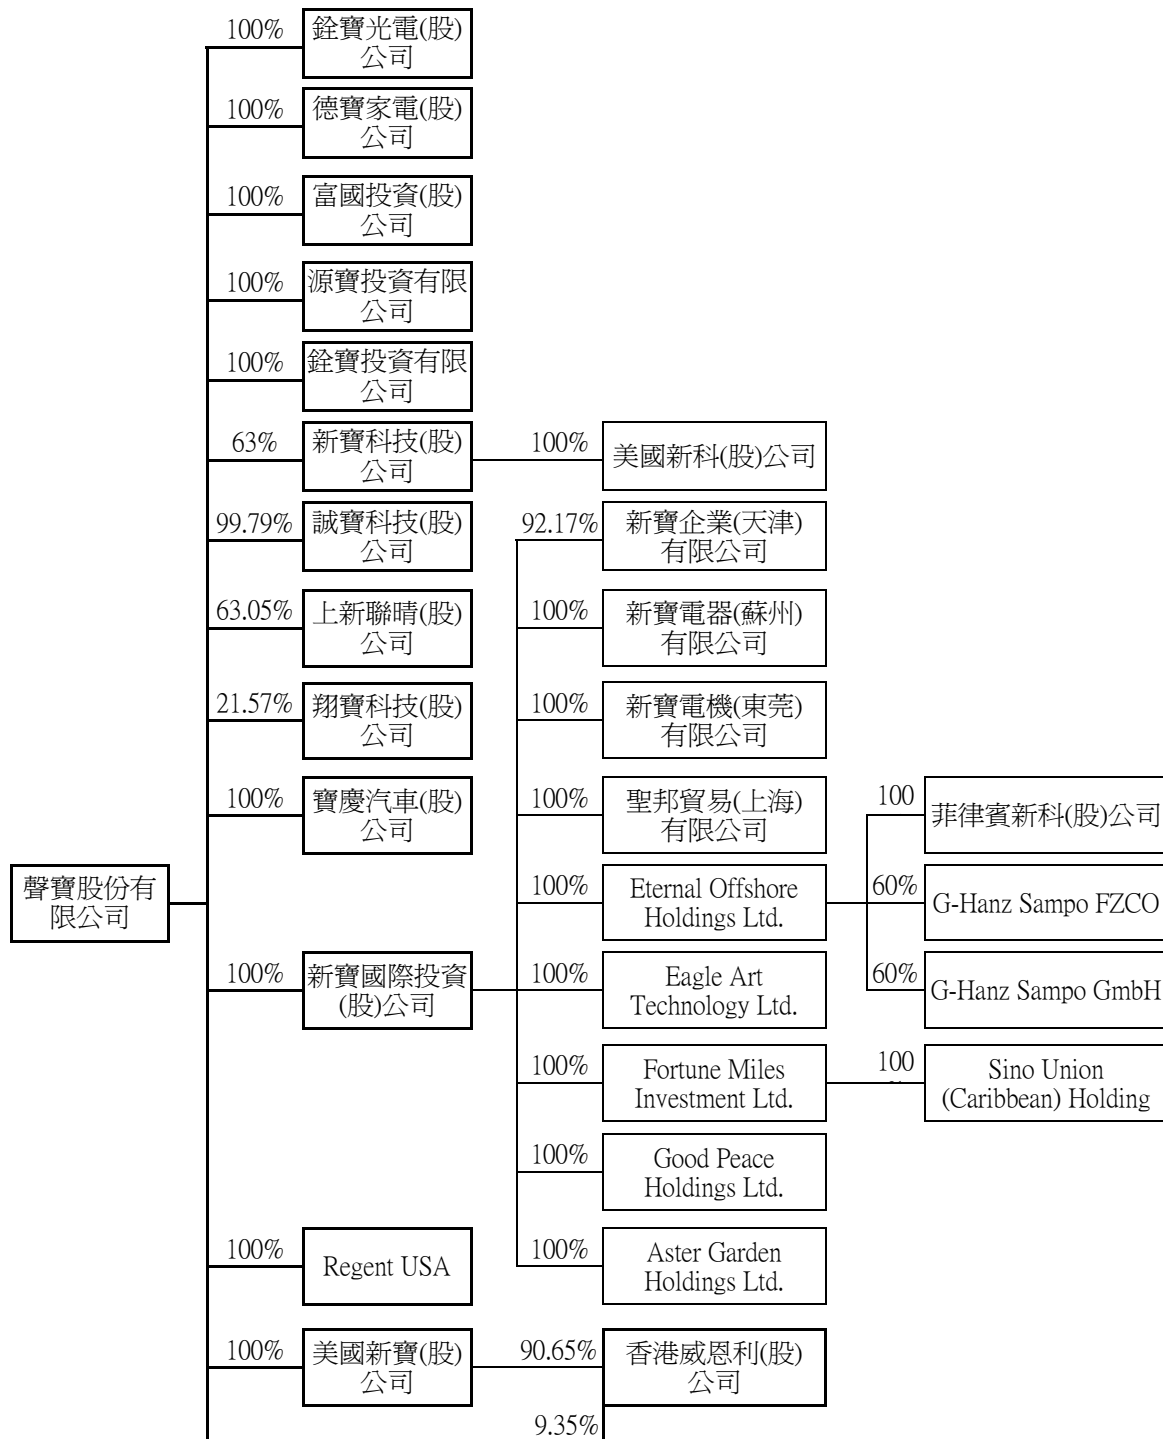 100%
銓寶光電(股)
公司
100%
德寶家電(股)
公司
100%
富國投資(股)
公司
100%
源寶投資有限
公司
100%
銓寶投資有限
公司
63%
新寶科技(股)
公司
100%
美國新科(股)公司
99.79%
誠寶科技(股)
公司
92.17%
新寶企業(天津)
有限公司
63.05%
上新聯晴(股)
公司
100%
新寶電器(蘇州)
有限公司
21.57%
翔寶科技(股)
公司
100%
新寶電機(東莞)
有限公司
100%
寶慶汽車(股)
公司
100%
聖邦貿易(上海)
有限公司
100
菲律賓新科(股)公司
聲寶股份有
限公司
100%
Eternal Offshore
Holdings Ltd.
60%
G-Hanz Sampo FZCO
100%
新寶國際投資
(股)公司
100%
Eagle Art
Technology Ltd.
60%
G-Hanz Sampo GmbH
100%
Fortune Miles
Investment Ltd.
100
Sino Union
(Caribbean) Holding
100%
Good Peace
Holdings Ltd.
100%
Regent USA
100%
Aster Garden
Holdings Ltd.
100%
美國新寶(股)
公司
90.65%
香港威恩利(股)
公司
9.35%